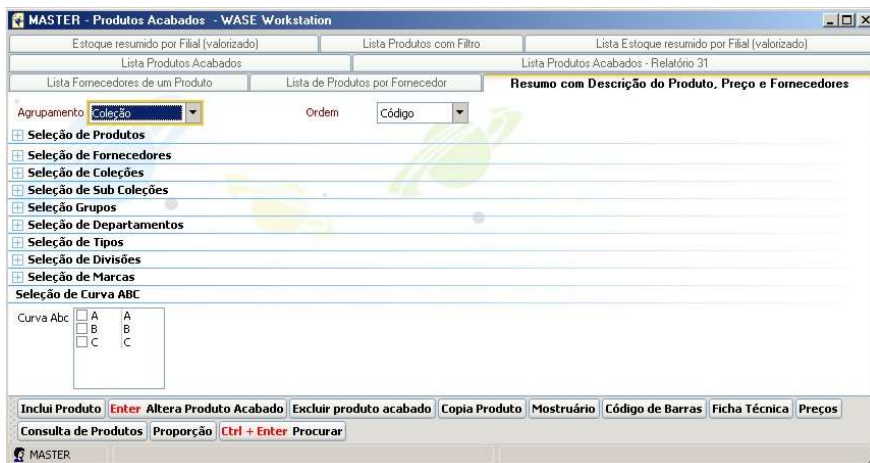 MASTER - Produtos Acabados - WASE Workstation
Estoque resumido por Filial (valorizado) Lista Produtos com Filtro Lista Estoque resumido por Filial (valorizado)
Lista Produtos Acabados Lista Produtos Acabados - Relatório 31
Lista Fornecedores de um Produto Lista de Produtos por Fornecedor Resumo com Descrição do Produto, Preço e Fornecedores
Agrupamento Coleção Ordem Código
Seleção de Produtos
Seleção de Fornecedores
Seleção de Coleções
Seleção de Sub Coleções
Seleção Grupos
Seleção de Departamentos
Seleção de Tipos
Seleção de Divisões
Seleção de Marcas
Seleção de Curva ABC
Curva Abc A A
B B
C C
Inclui Produto Enter Altera Produto Acabado Excluir produto acabado Copia Produto Mostruário Código de Barras Ficha Técnica Preços
Consulta de Produtos Proporção Ctrl + Enter Procurar
MASTER